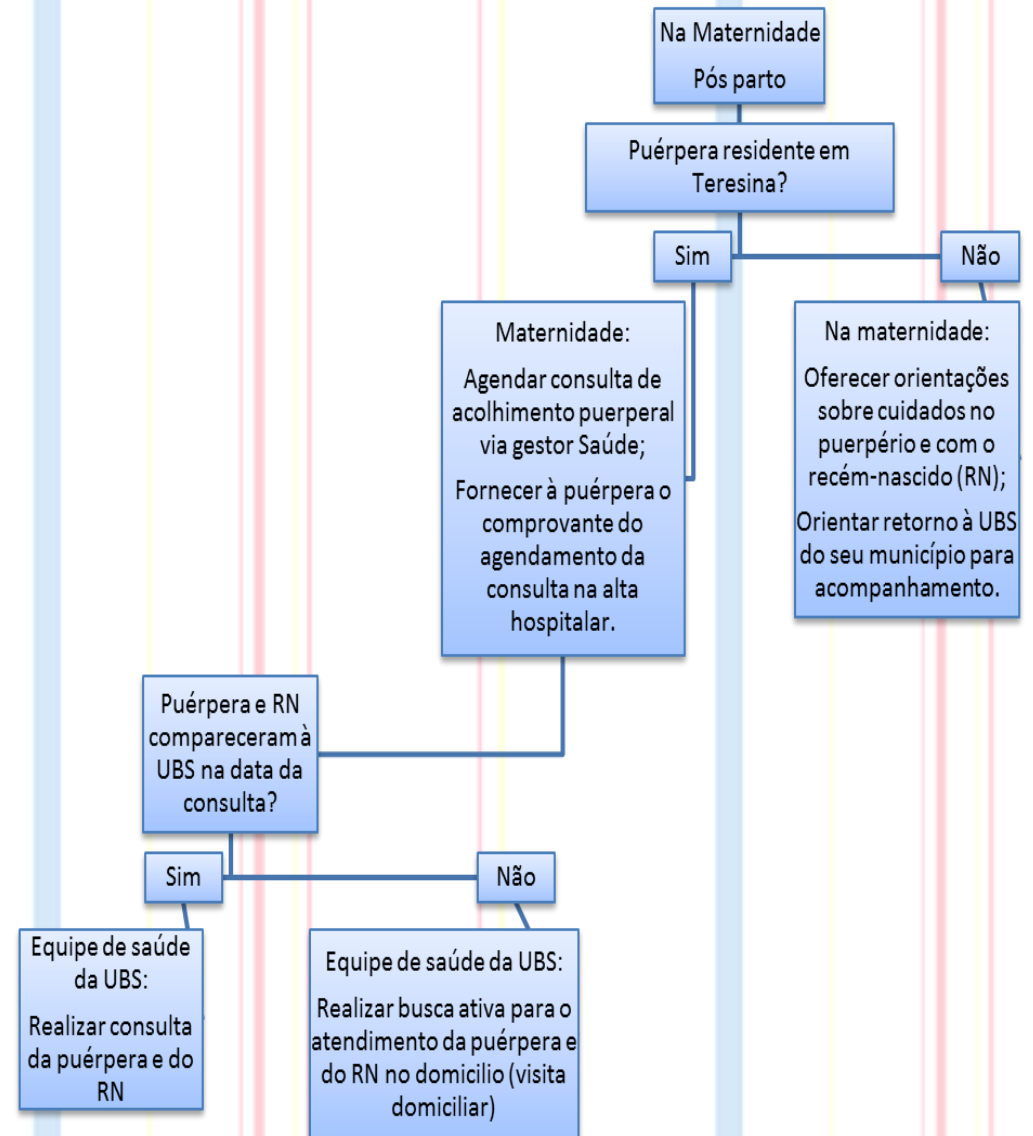 Na Maternidade
Pós parto
Puérpera residente em
Teresina?
Sim
Não
Maternidade:
Agendar consulta de
acolhimento puerperal
via gestor Saúde;
Fornecer à puérpera o
comprovante do
agendamento da
consulta na alta
hospitalar.
Na maternidade:
Oferecer orientações
sobre cuidados no
puerpério e com o
recém-nascido (RN);
Orientar retorno à UBS
do seu município para
acompanhamento.
Puérpera e RN
compareceram à
UBS na data da
consulta?
Sim
Não
Equipe de saúde
da UBS:
Realizar consulta
da puérpera e do
RN
Equipe de saúde da UBS:
Realizar busca ativa para o
atendimento da puérpera e
do RN no domicilio (visita
domiciliar)